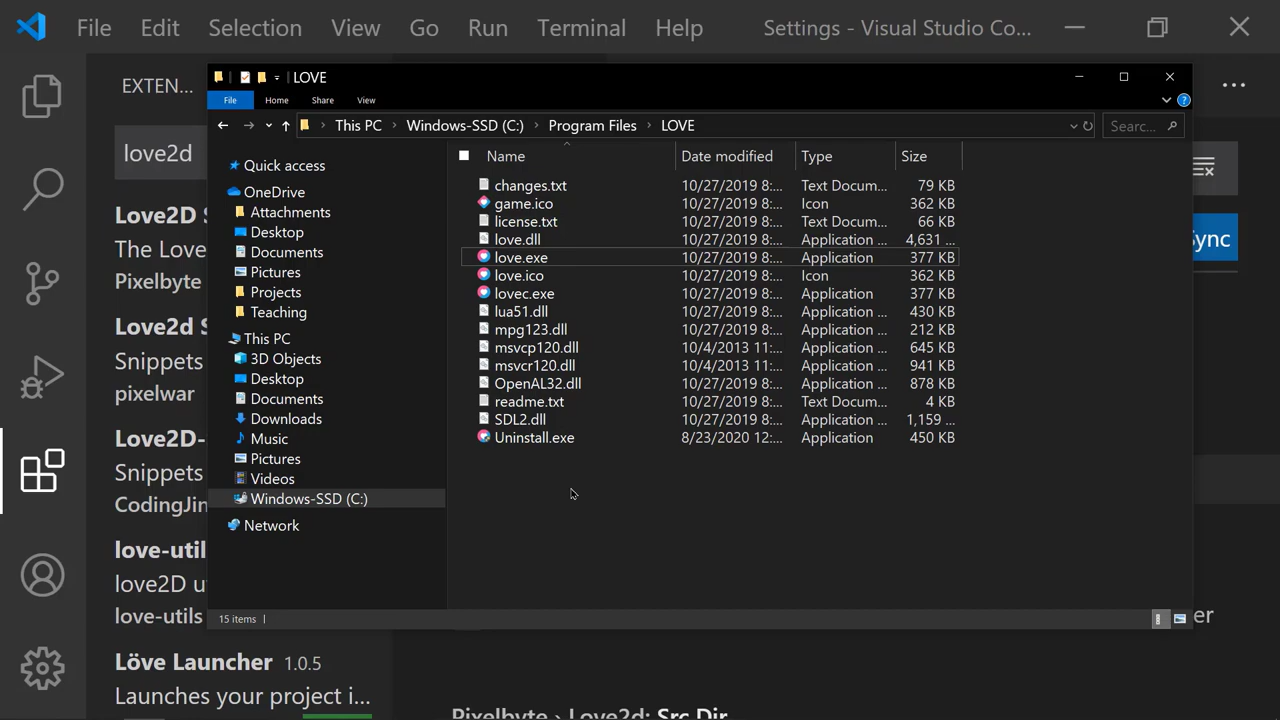 File Edit Selection View Go Run Terminal Help Settings - Visual Studio Co...
EXTEN...
love2d
Love2D S
The Love
Pixelbyte
Love2d S
Snippets
pixelwar
Love2D-
Snippets
CodingJin
love-util
love2D u
love-utils
Löve Launcher 1.0.5
Launches your project i...
LOVE
File Home Share View
This PC Windows-SSD (C:) Program Files LOVE Searc...
Quick access
OneDrive
Attachments
Desktop
Documents
Pictures
Projects
Teaching
This PC
3D Objects
Desktop
Documents
Downloads
Music
Pictures
Videos
Windows-SSD (C:)
Network
Name Date modified Type Size
changes.txt 10/27/2019 8:... Text Docum... 79 KB
game.ico 10/27/2019 8:... Icon 362 KB
license.txt 10/27/2019 8:... Text Docum... 66 KB
love.dll 10/27/2019 8:... Application ... 4,631 ...
love.exe 10/27/2019 8:... Application 377 KB
love.ico 10/27/2019 8:... Icon 362 KB
lovec.exe 10/27/2019 8:... Application 377 KB
lua51.dll 10/27/2019 8:... Application ... 430 KB
mpg123.dll 10/27/2019 8:... Application ... 212 KB
msvcp120.dll 10/4/2013 11:... Application ... 645 KB
msvcr120.dll 10/4/2013 11:... Application ... 941 KB
OpenAL32.dll 10/27/2019 8:... Application ... 878 KB
readme.txt 10/27/2019 8:... Text Docum... 4 KB
SDL2.dll 10/27/2019 8:... Application ... 1,159 ...
Uninstall.exe 8/23/2020 12:... Application 450 KB
15 items
Sync
er
Pixelbyte › Love2d: Src Dir